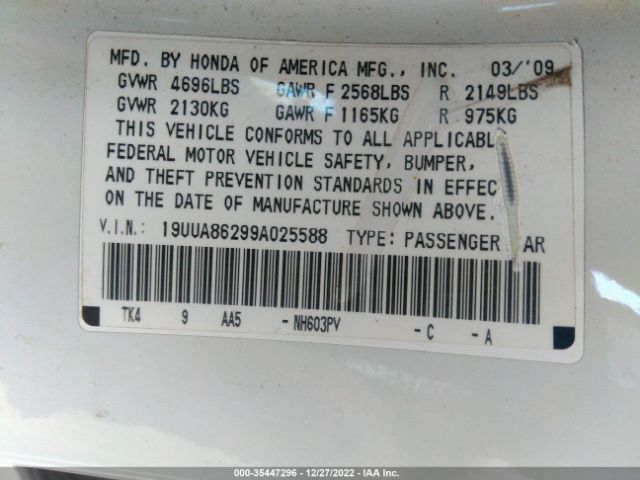 MFD. BY HONDA OF AMERICA MFG., INC. 03/'09
GVWR 4696LBS GAWR F 2568LBS R 2149LBS
GVWR 2130KG GAWR F 1165KG R 975KG
THIS VEHICLE CONFORMS TO ALL APPLICABL
FEDERAL MOTOR VEHICLE SAFETY, BUMPER,
AND THEFT PREVENTION STANDARDS IN EFFEC
ON THE DATE OF MANUFACTURE SHOWN ABOVE.
V.I.N.: 19UUA86299A025588 TYPE: PASSENGER AR
TK4 9 AA5 - NH603PV - C - A
000-35447296 - 12/27/2022 - IAAI.COM